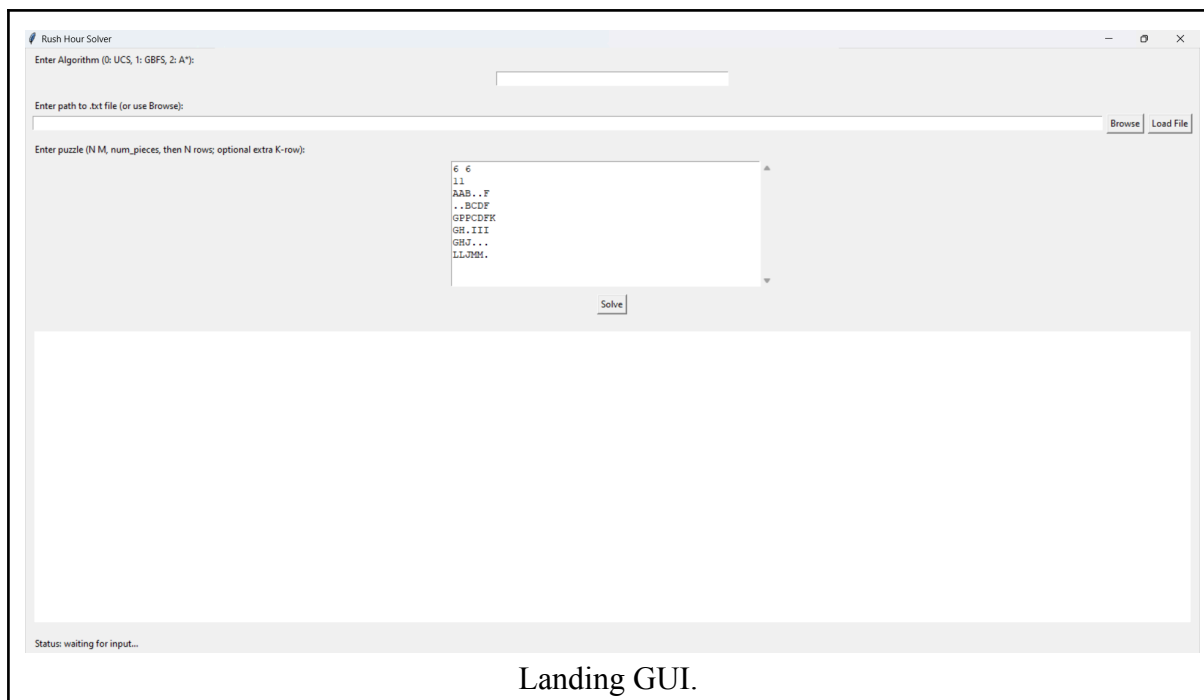 Rush Hour Solver
Enter Algorithm (0: UCS, 1: GBFS, 2: A*):
Enter path to .txt file (or use Browse):
Browse Load File
Enter puzzle (N M, num_pieces, then N rows; optional extra K-row):
6 6
11
AAB..F
..BCDF
GPPCDFK
GH.III
GHJ...
LLJMM.
Solve
Status: waiting for input...
Landing GUI.